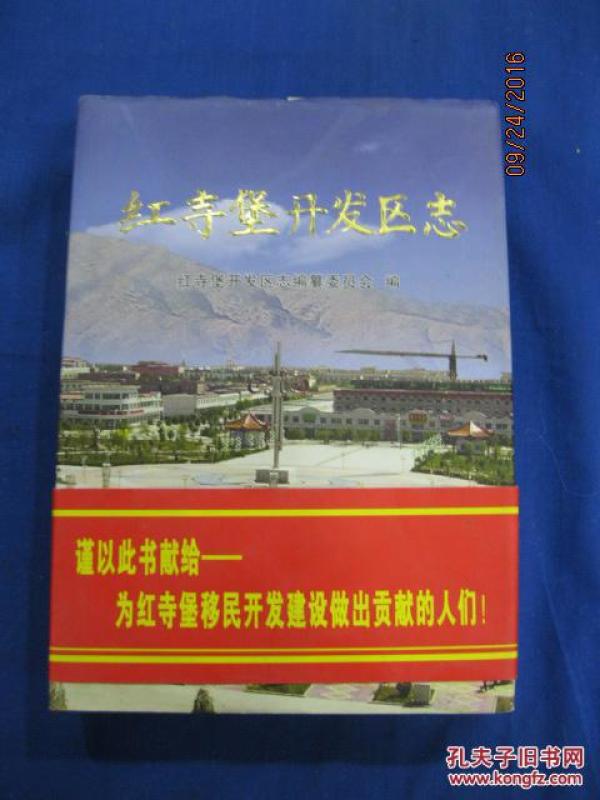 09/24/2016
红寺堡开发区志
红寺堡开发区志编纂委员会 编
谨以此书献给——
为红寺堡移民开发建设做出贡献的人们！
孔夫子旧书网
www.kongfz.com